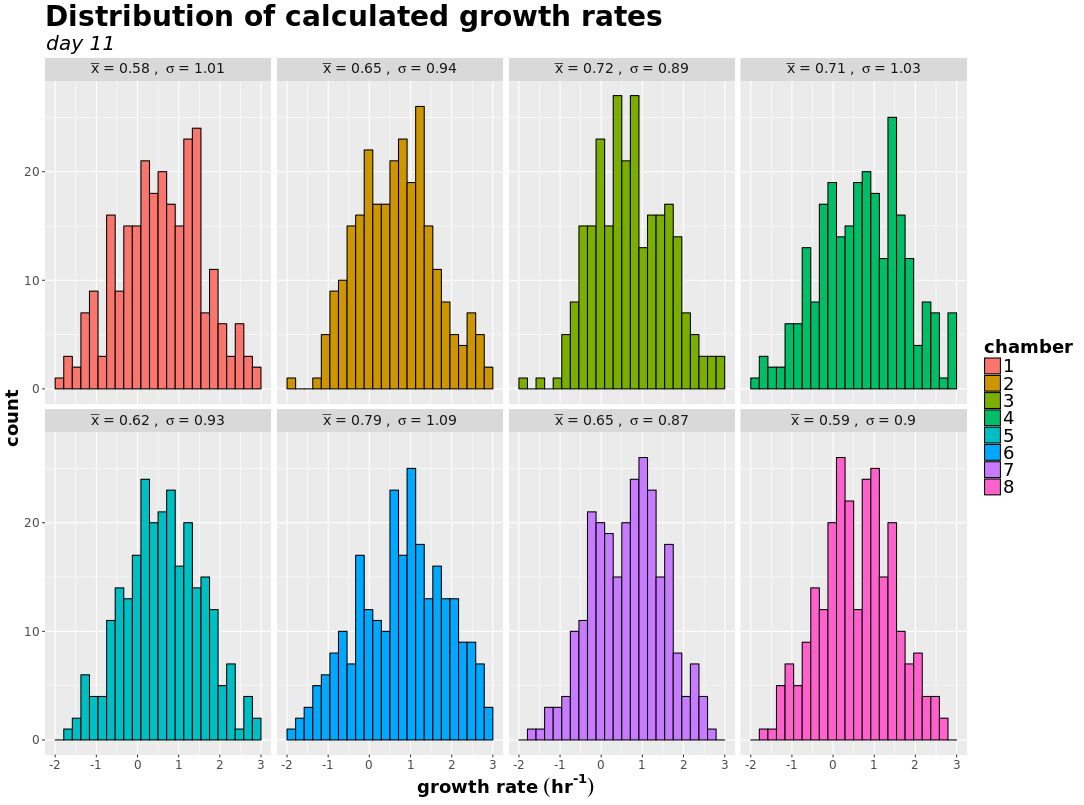 Distribution of calculated growth rates
day 11
x̅ = 0.58 , σ = 1.01
x̅ = 0.65 , σ = 0.94
x̅ = 0.72 , σ = 0.89
x̅ = 0.71 , σ = 1.03
20
10
0
count
x̅ = 0.62 , σ = 0.93
x̅ = 0.79 , σ = 1.09
x̅ = 0.65 , σ = 0.87
x̅ = 0.59 , σ = 0.9
20
10
0
-2 -1 0 1 2 3
-2 -1 0 1 2 3
-2 -1 0 1 2 3
-2 -1 0 1 2 3
growth rate (hr⁻¹)
chamber
1
2
3
4
5
6
7
8